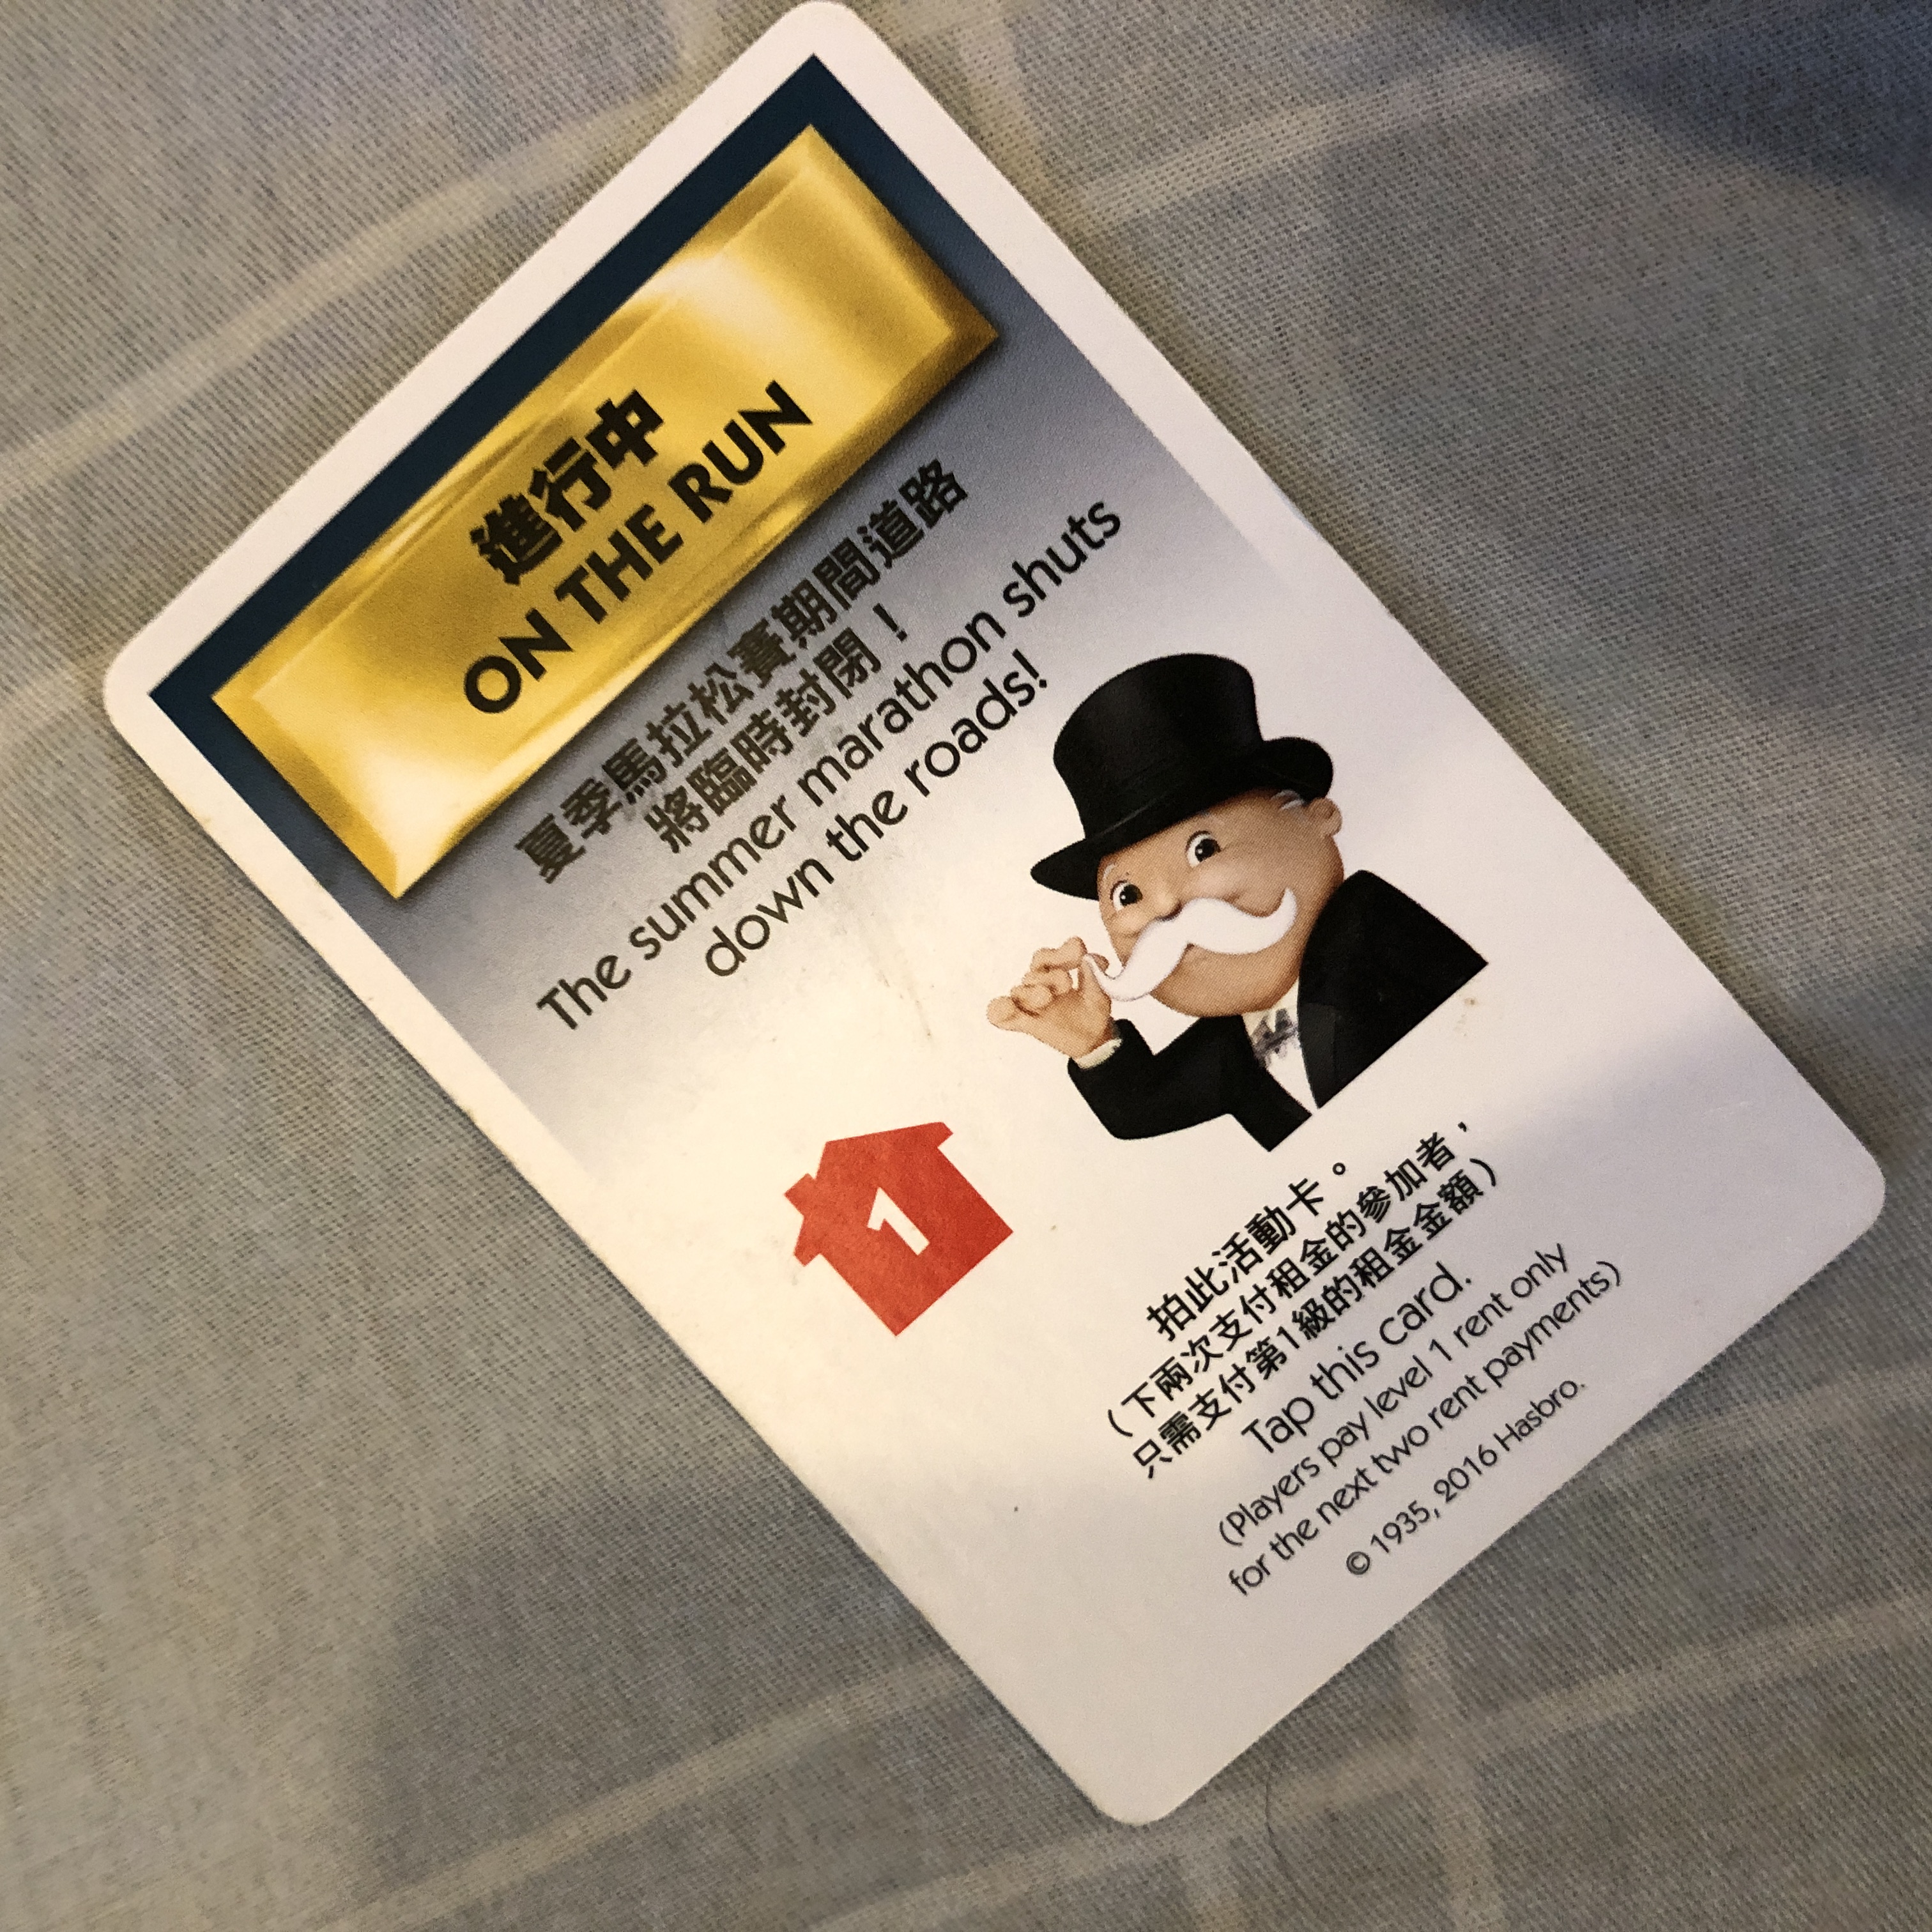 進行中
ON THE RUN
夏季馬拉松賽期間道路
將臨時封閉！
The summer marathon shuts
down the roads!
1
拍此活動卡。
（下兩次支付租金的參加者，
只需支付第1級的租金金額）
Tap this card.
(Players pay level 1 rent only
for the next two rent payments)
© 1935, 2016 Hasbro.